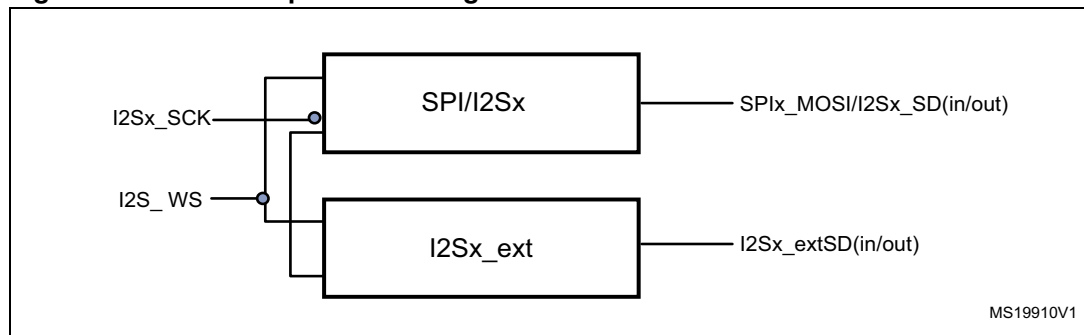 I2Sx_SCK
SPI/I2Sx
SPIx_MOSI/I2Sx_SD(in/out)
I2S_ WS
I2Sx_ext
I2Sx_extSD(in/out)
MS19910V1